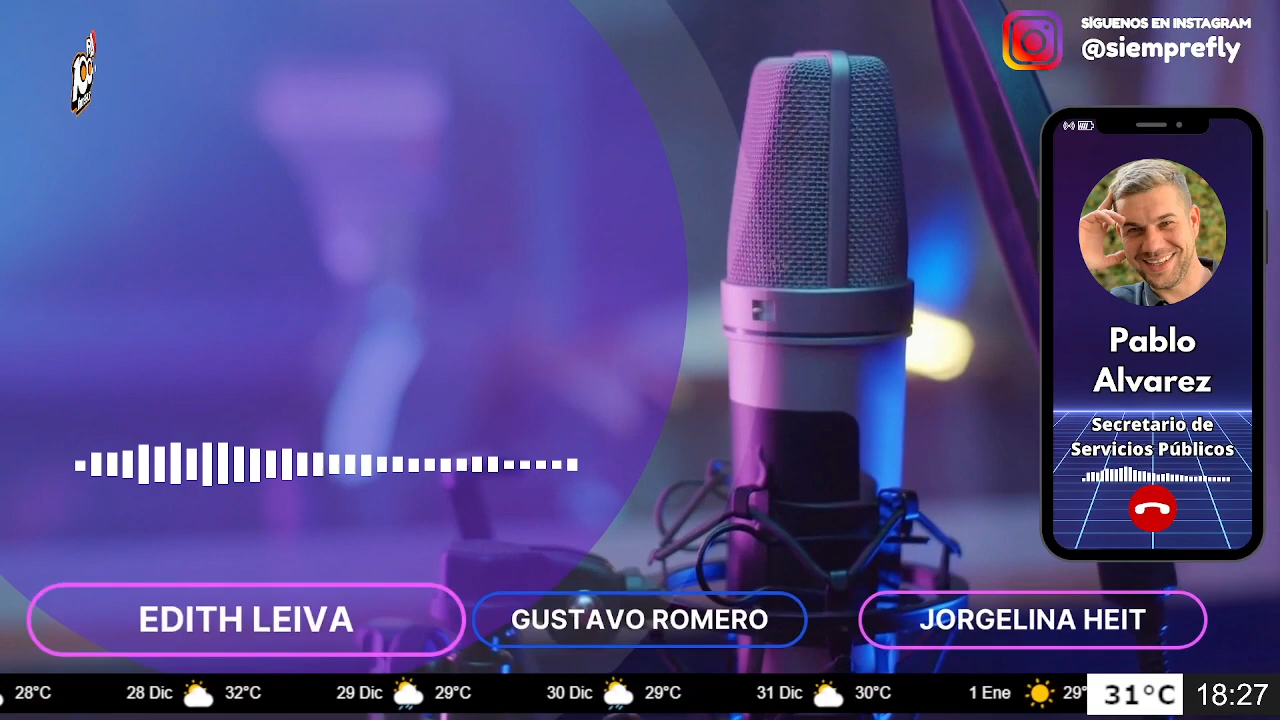 SÍGUENOS EN INSTAGRAM
@siemprefly
Pablo
Alvarez
Secretario de
Servicios Públicos
EDITH LEIVA
GUSTAVO ROMERO
JORGELINA HEIT
28°C 28 Dic 32°C 29 Dic 29°C 30 Dic 29°C 31 Dic 30°C 1 Ene 29° 31°C 18:27